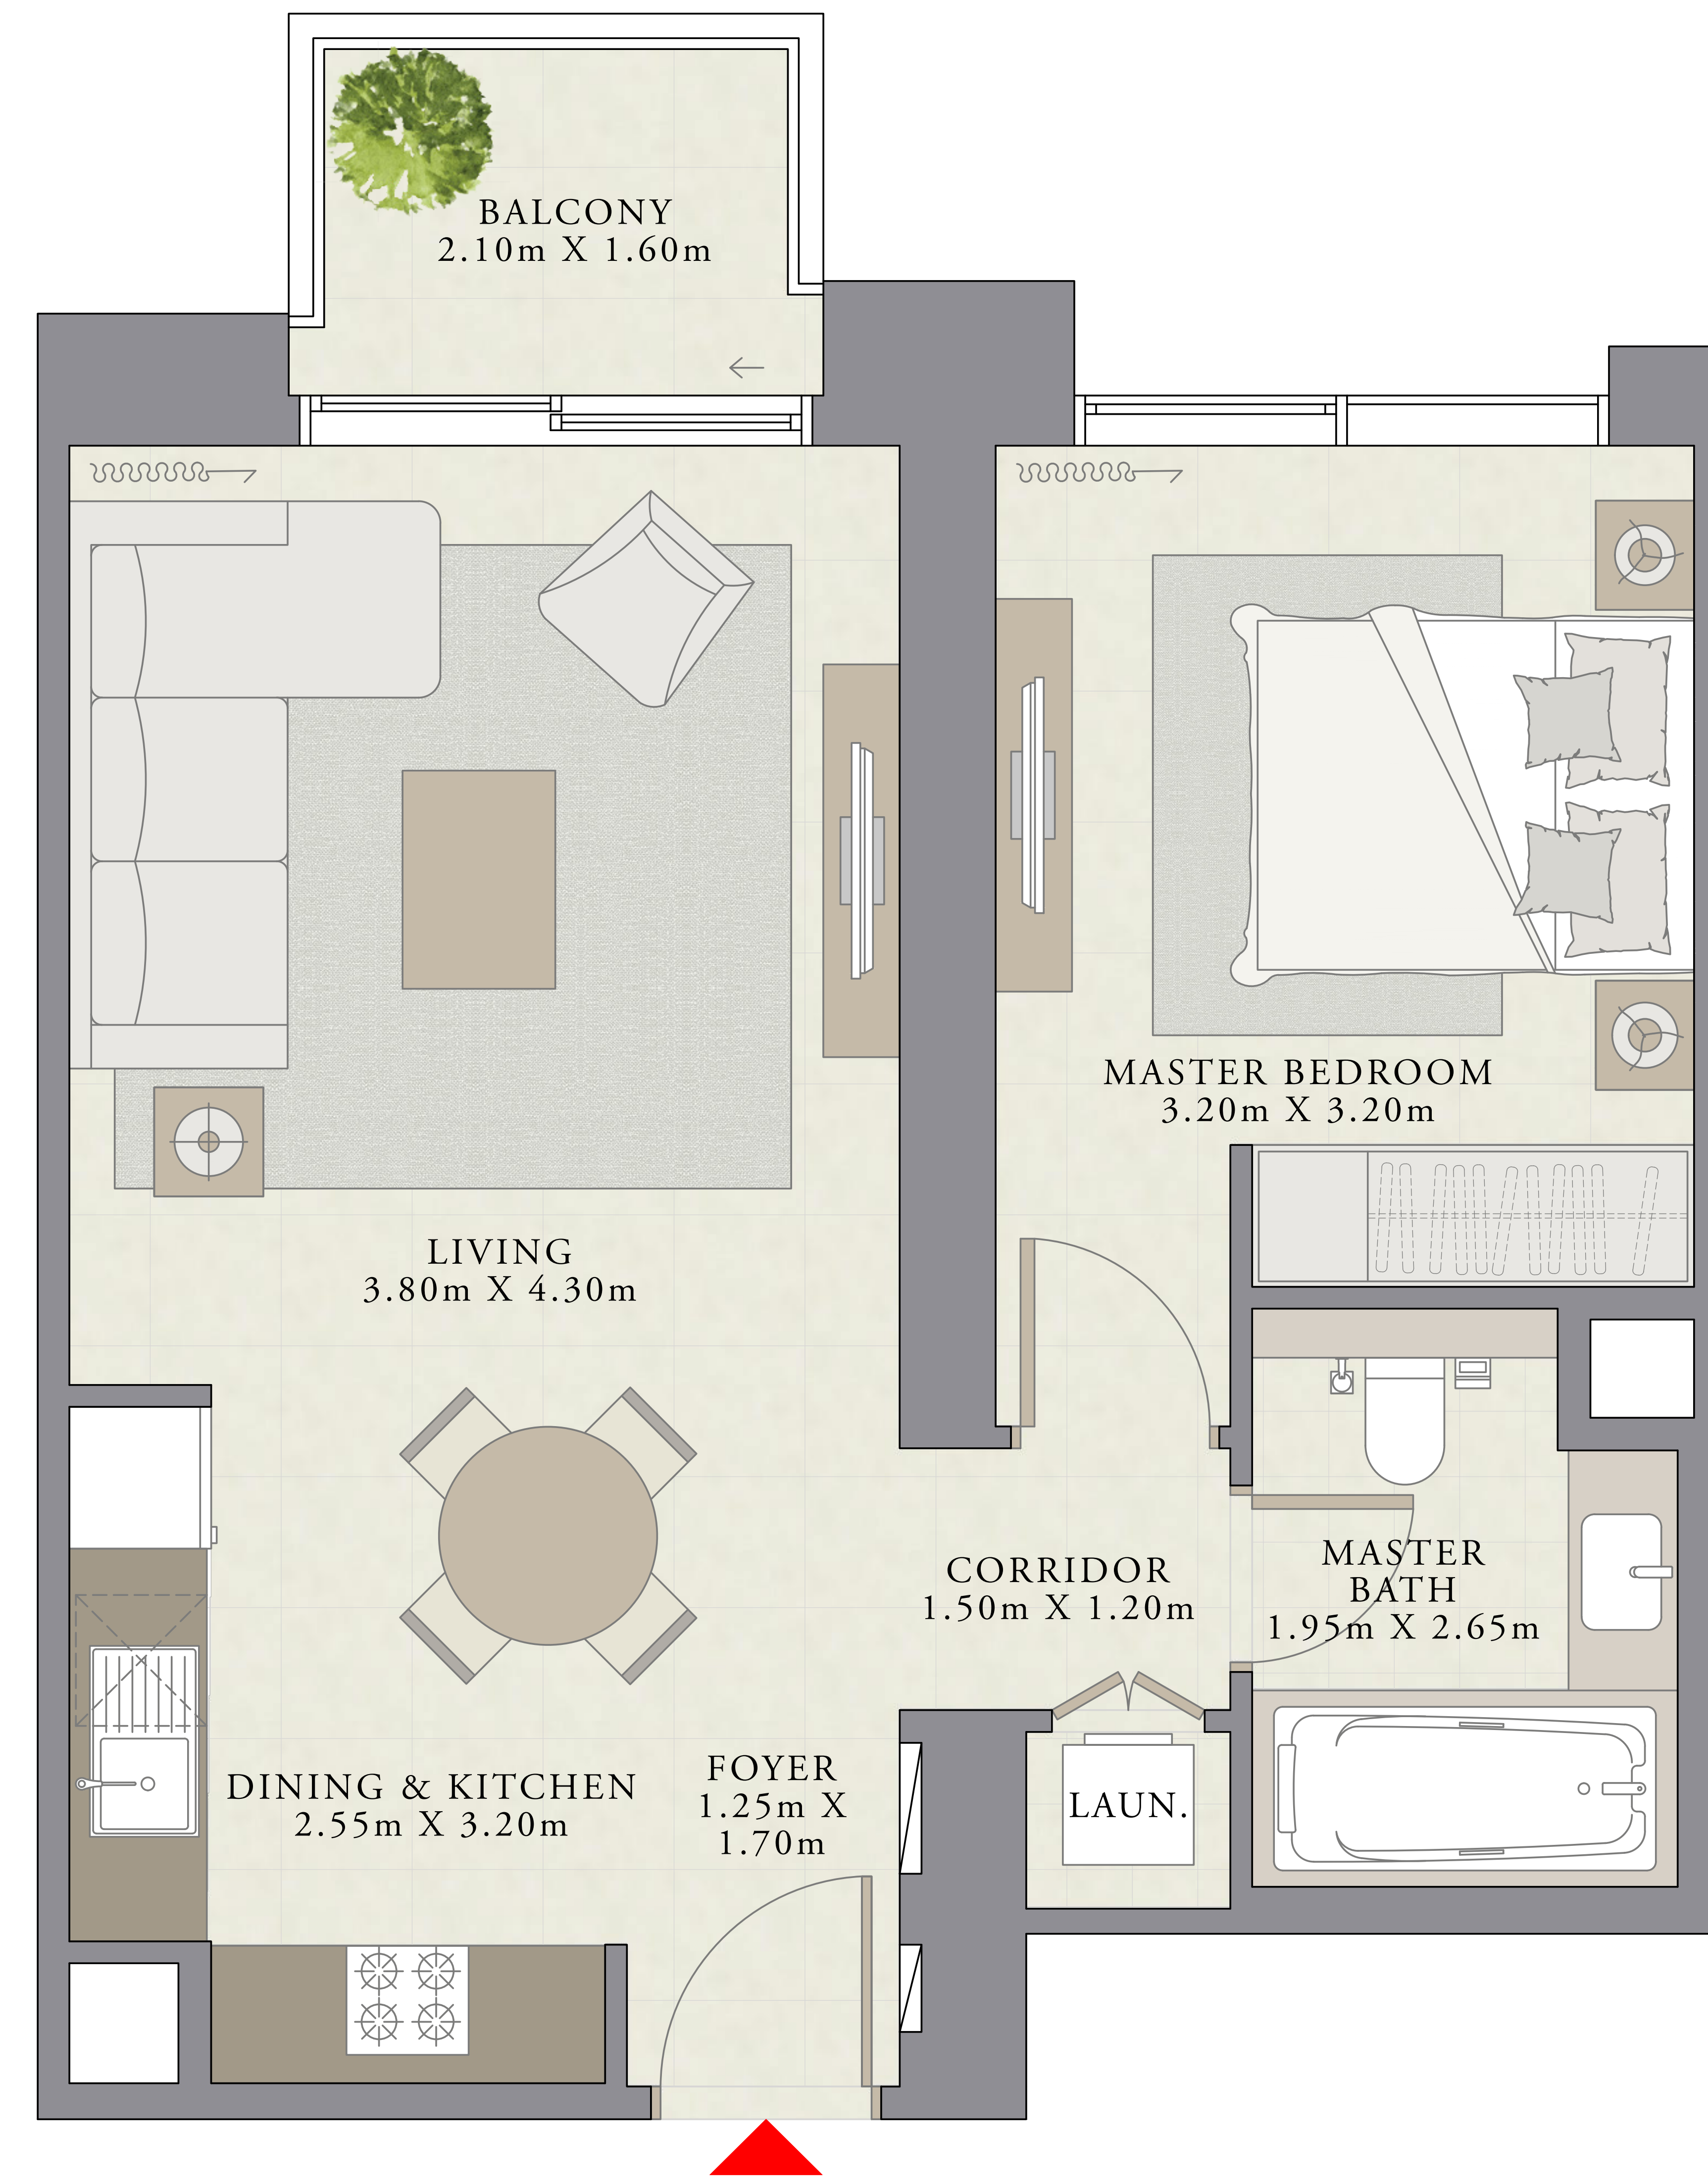 BALCONY
2.10m X 1.60m
MASTER BEDROOM
3.20m X 3.20m
LIVING
3.80m X 4.30m
CORRIDOR
1.50m X 1.20m
MASTER
BATH
1.95m X 2.65m
DINING & KITCHEN
2.55m X 3.20m
FOYER
1.25m X
1.70m
LAUN.